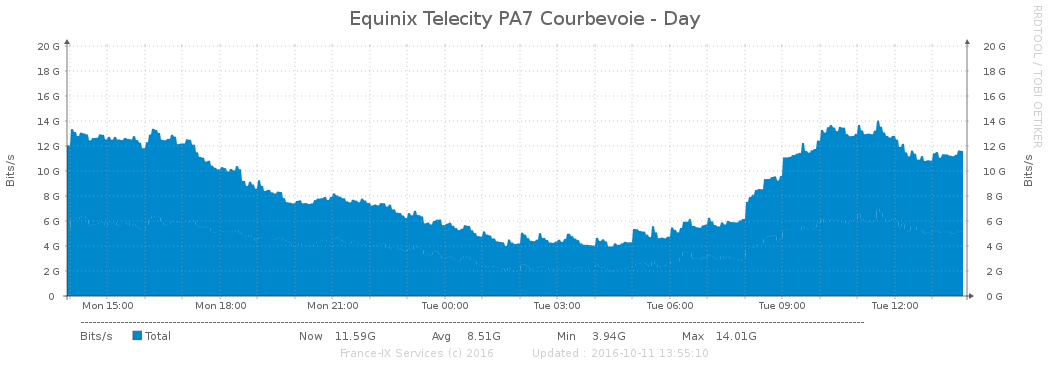 Equinix Telecity PA7 Courbevoie - Day
RRDTOOL / TOBI OETIKER
Bits/s
20 G 20 G
18 G 18 G
16 G 16 G
14 G 14 G
12 G 12 G
10 G 10 G
8 G 8 G
6 G 6 G
4 G 4 G
2 G 2 G
0 0 G
Bits/s
Mon 15:00 Mon 18:00 Mon 21:00 Tue 00:00 Tue 03:00 Tue 06:00 Tue 09:00 Tue 12:00
Bits/s Total Now 11.59G Avg 8.51G Min 3.94G Max 14.01G
France-IX Services (c) 2016 Updated : 2016-10-11 13:55:10